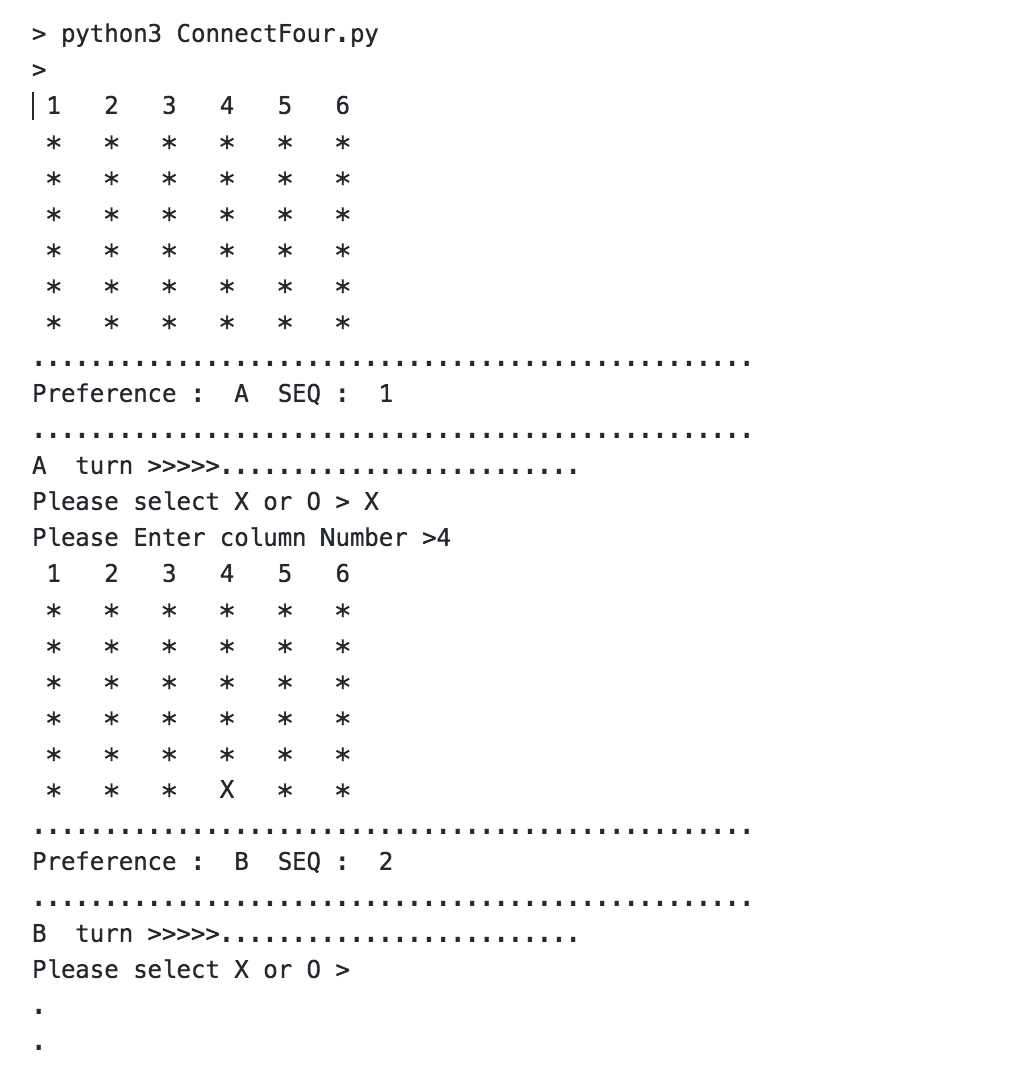 > python3 ConnectFour.py
>
| 1   2   3   4   5   6
 *   *   *   *   *   *
 *   *   *   *   *   *
 *   *   *   *   *   *
 *   *   *   *   *   *
 *   *   *   *   *   *
 *   *   *   *   *   *
..................................................
Preference :  A  SEQ :  1
..................................................
A  turn >>>>>.........................
Please select X or O > X
Please Enter column Number >4
 1   2   3   4   5   6
 *   *   *   *   *   *
 *   *   *   *   *   *
 *   *   *   *   *   *
 *   *   *   *   *   *
 *   *   *   *   *   *
 *   *   *   X   *   *
..................................................
Preference :  B  SEQ :  2
..................................................
B  turn >>>>>.........................
Please select X or O >
.
.